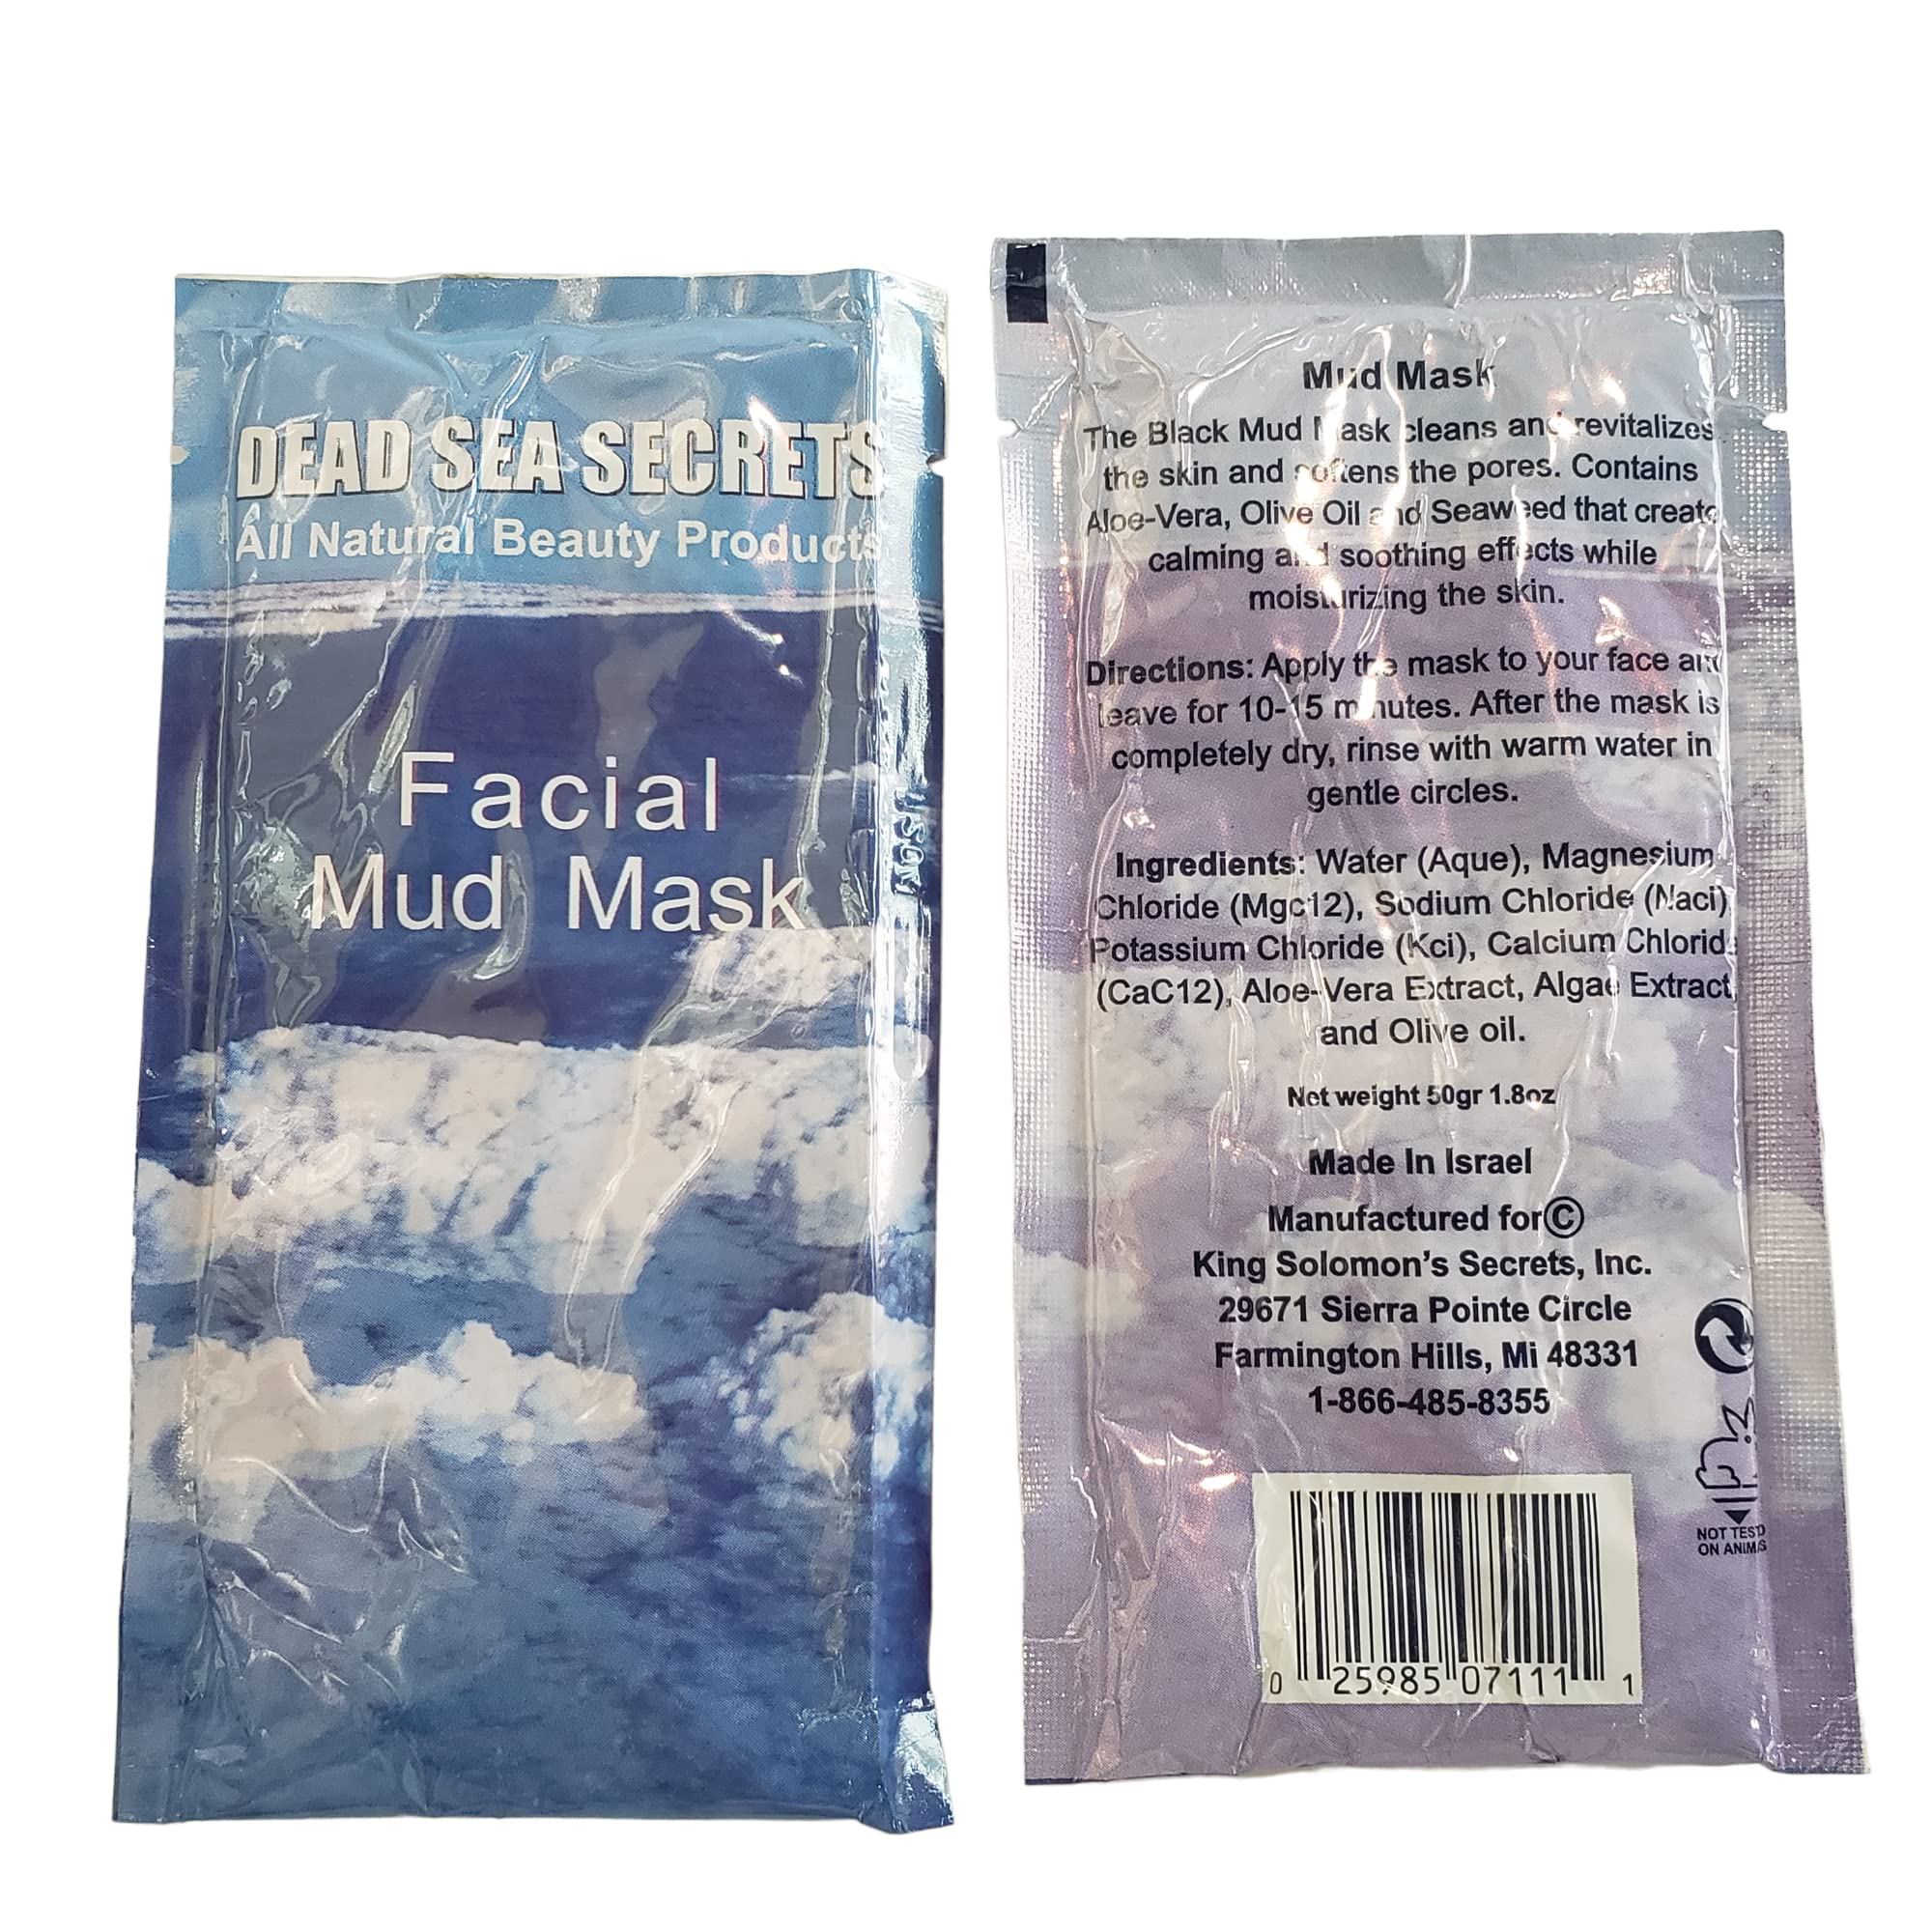 DEAD SEA SECRETS
All Natural Beauty Products
Facial
Mud Mask
Mud Mask
The Black Mud Mask cleans and revitalizes
the skin and softens the pores. Contains
Aloe-Vera, Olive Oil and Seaweed that create
calming and soothing effects while
moisturizing the skin.
Directions: Apply the mask to your face and
leave for 10-15 minutes. After the mask is
completely dry, rinse with warm water in
gentle circles.
Ingredients: Water (Aque), Magnesium
Chloride (Mgc12), Sodium Chloride (Naci)
Potassium Chloride (Kci), Calcium Chloride
(CaC12), Aloe-Vera Extract, Algae Extract,
and Olive oil.
Net weight 50gr 1.8oz
Made In Israel
Manufactured for©
King Solomon's Secrets, Inc.
29671 Sierra Pointe Circle
Farmington Hills, Mi 48331
1-866-485-8355
NOT TESTD
ON ANIMAS
0 25985 07111 1